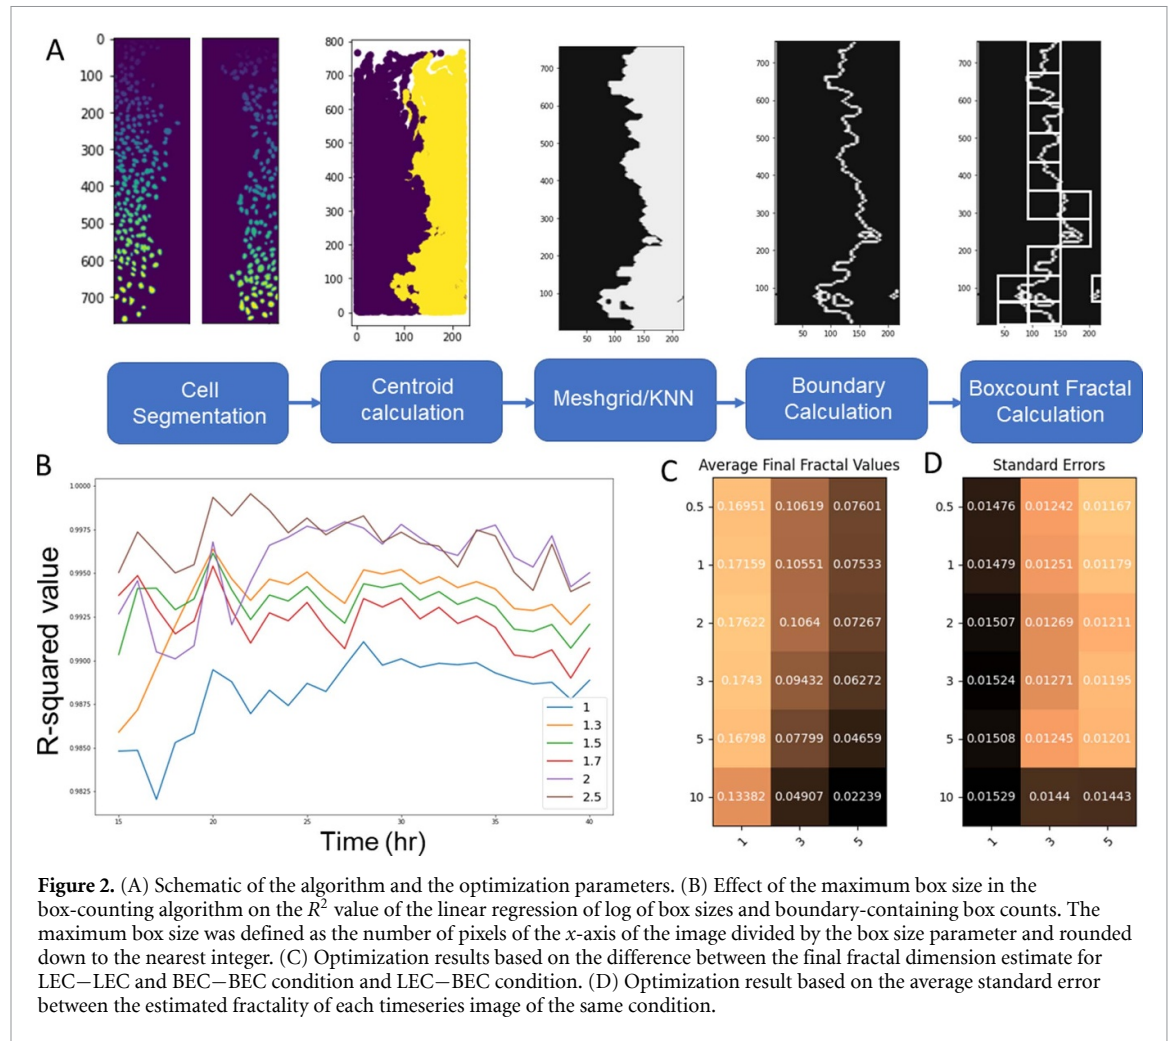 A
0
100
200
300
400
500
600
700
800
700
600
500
400
300
200
100
0
0
100
200
700
600
500
400
300
200
100
50
100
150
200
700
600
500
400
300
200
100
50
100
150
200
700
600
500
400
300
200
100
50
100
150
200
Cell
Segmentation
Centroid
calculation
Meshgrid/KNN
Boundary
Calculation
Boxcount Fractal
Calculation
B
R-squared value
1.0000
0.9975
0.9950
0.9925
0.9900
0.9875
0.9850
0.9825
15
20
25
30
35
40
Time (hr)
1
1.3
1.5
1.7
2
2.5
C
Average Final Fractal Values
0.5
0.16951 0.10619 0.07601
1
0.17159 0.10551 0.07533
2
0.17622 0.1064 0.07267
3
0.1743 0.09432 0.06272
5
0.16798 0.07799 0.04659
10
0.13382 0.04907 0.02239
1
3
5
D
Standard Errors
0.5
0.01476 0.01242 0.01167
1
0.01479 0.01251 0.01179
2
0.01507 0.01269 0.01211
3
0.01524 0.01271 0.01195
5
0.01508 0.01245 0.01201
10
0.01529 0.0144 0.01443
1
3
5
Figure 2. (A) Schematic of the algorithm and the optimization parameters. (B) Effect of the maximum box size in the
box-counting algorithm on the R² value of the linear regression of log of box sizes and boundary-containing box counts. The
maximum box size was defined as the number of pixels of the x-axis of the image divided by the box size parameter and rounded
down to the nearest integer. (C) Optimization results based on the difference between the final fractal dimension estimate for
LEC−LEC and BEC−BEC condition and LEC−BEC condition. (D) Optimization result based on the average standard error
between the estimated fractality of each timeseries image of the same condition.